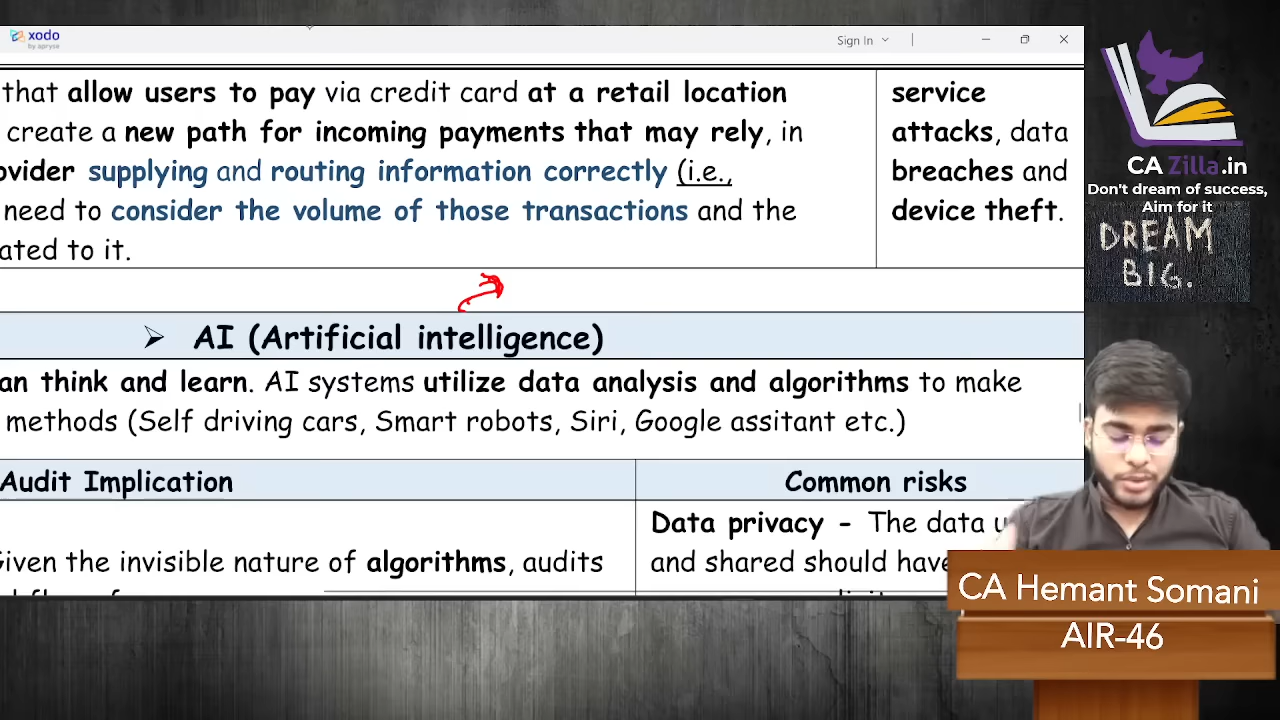 xodo
by apryse
Sign In
that allow users to pay via credit card at a retail location
create a new path for incoming payments that may rely, in
ovider supplying and routing information correctly (i.e.,
need to consider the volume of those transactions and the
ated to it.
service
attacks, data
breaches and
device theft.
➢ AI (Artificial intelligence)
an think and learn. AI systems utilize data analysis and algorithms to make
methods (Self driving cars, Smart robots, Siri, Google assitant etc.)
Audit Implication
Common risks
Given the invisible nature of algorithms, audits
Data privacy - The data u
and shared should have
CA Zilla.in
Don't dream of success,
Aim for it
DREAM
BIG.
CA Hemant Somani
AIR-46